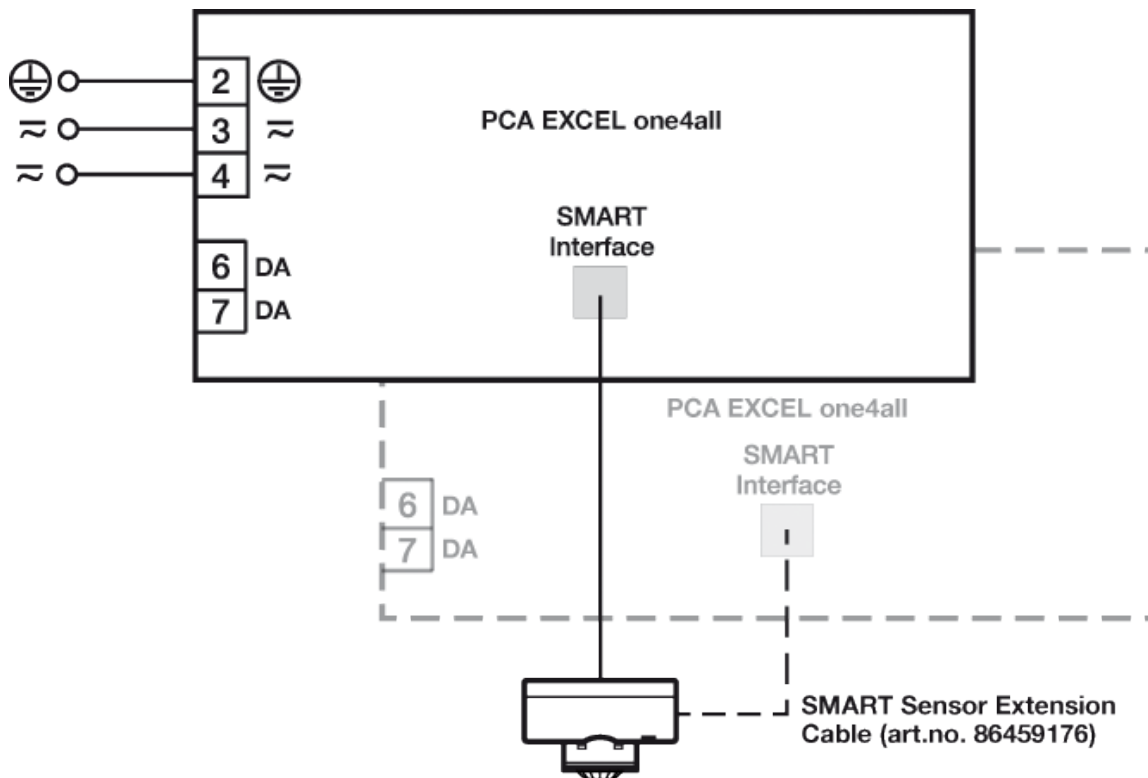 2
3
4
PCA EXCEL one4all
SMART
Interface
6 DA
7 DA
PCA EXCEL one4all
SMART
Interface
6 DA
7 DA
SMART Sensor Extension
Cable (art.no. 86459176)